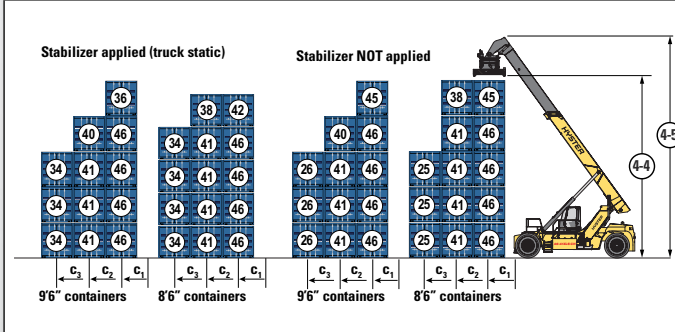 Stabilizer applied (truck static)
Stabilizer NOT applied
36
38 42
40 46
34 41 46
34 41 46
34 41 46
34 41 46
34 41 46
34 41 46
34 41 46
C3 C2 C1
C3 C2 C1
9'6” containers
8'6” containers
45
38 45
40 46
41 46
26 41 46
25 41 46
26 41 46
25 41 46
26 41 46
25 41 46
C3 C2 C1
C3 C2 C1
9'6” containers
8'6” containers
HYSTER
HYSTER
4-5
4-4